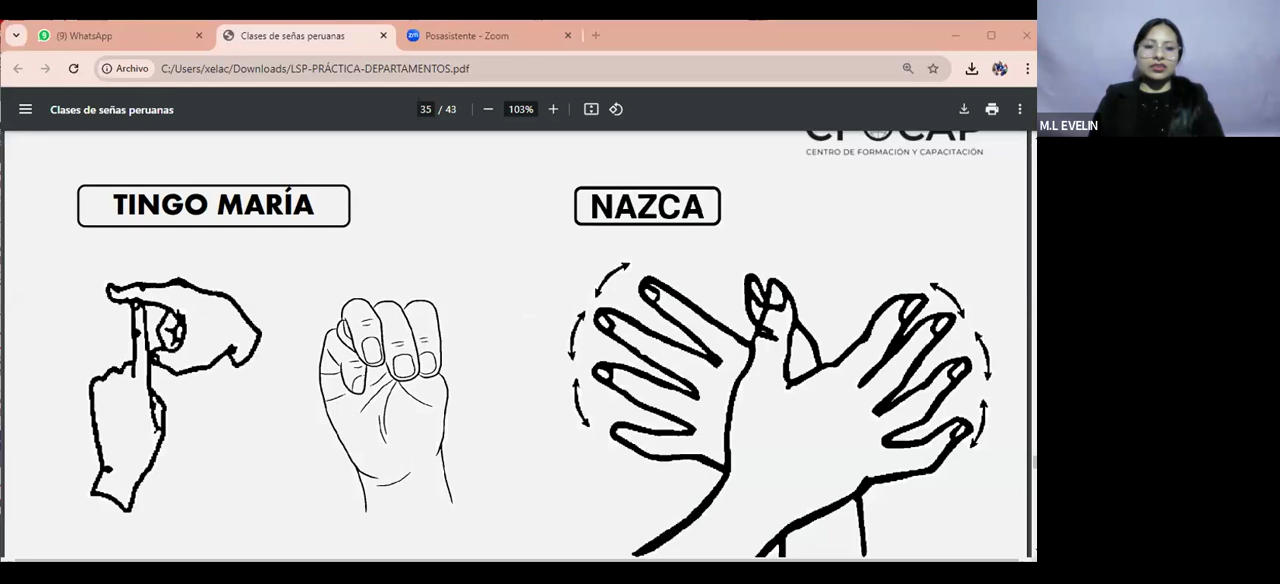 (9) WhatsApp
Clases de señas peruanas
Posasistente - Zoom
Archivo
C:/Users/xelac/Downloads/LSP-PRÁCTICA-DEPARTAMENTOS.pdf
Clases de señas peruanas
35 / 43
103%
M.L EVELIN
CENTRO DE FORMACIÓN Y CAPACITACIÓN
TINGO MARÍA
NAZCA